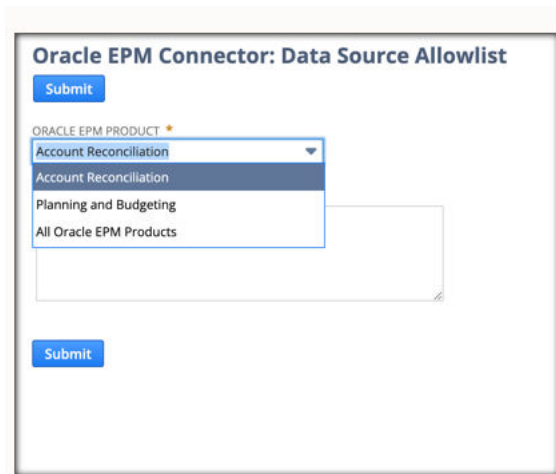 Oracle EPM Connector: Data Source Allowlist
Submit
ORACLE EPM PRODUCT *
Account Reconciliation
Account Reconciliation
Planning and Budgeting
All Oracle EPM Products
Submit